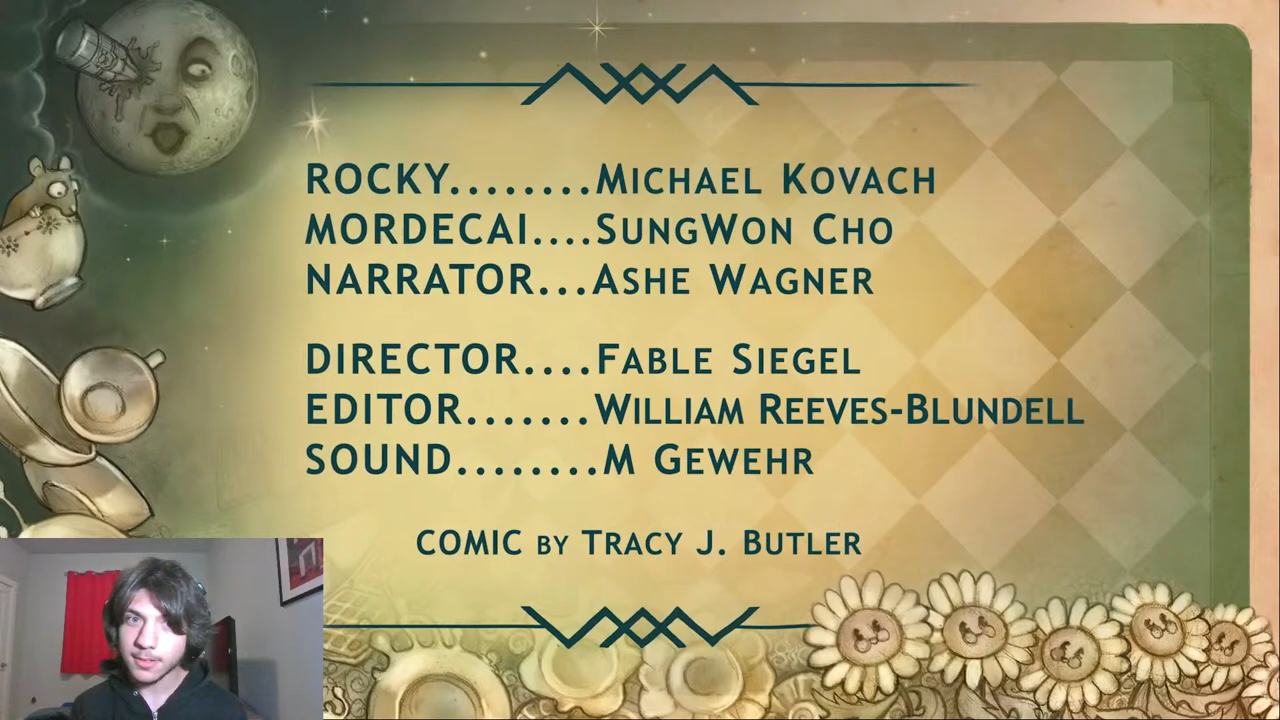 ROCKY........MICHAEL KOVACH
MORDECAI....SUNGWON CHO
NARRATOR...ASHE WAGNER
DIRECTOR....FABLE SIEGEL
EDITOR.......WILLIAM REEVES-BLUNDELL
SOUND........M GEWEHR
COMIC BY TRACY J. BUTLER